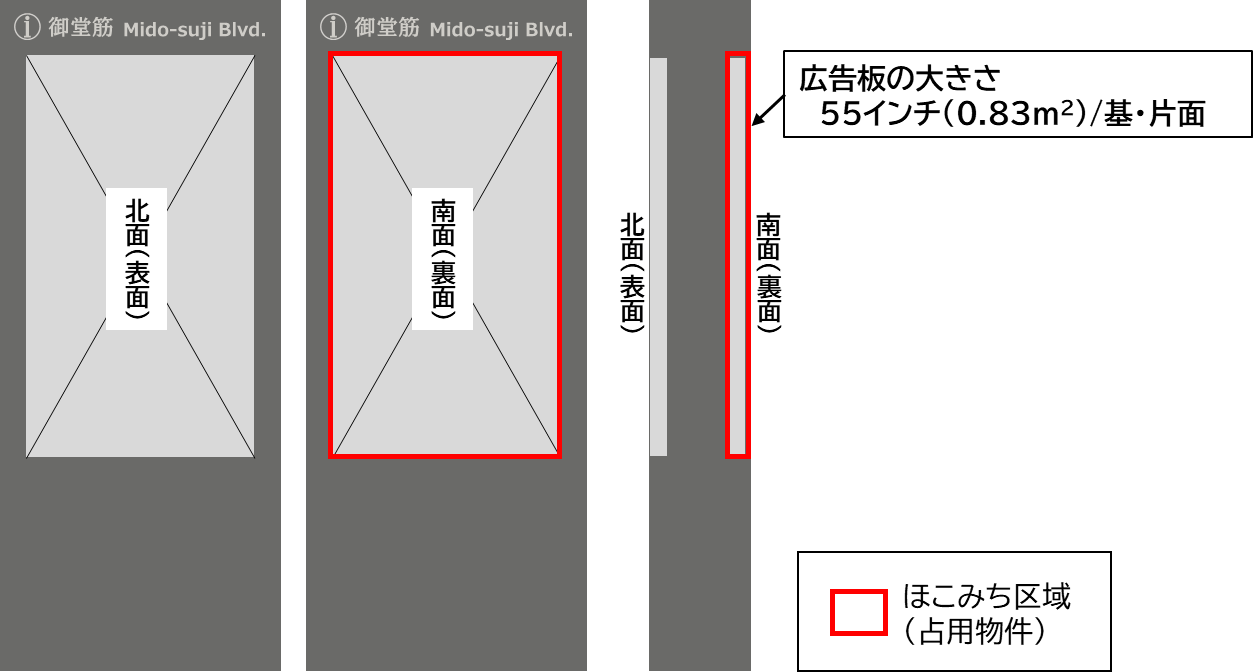 ⓘ 御堂筋 Mido-suji Blvd.
北面(表面)
ⓘ 御堂筋 Mido-suji Blvd.
南面(裏面)
北面(表面)
南面(裏面)
広告板の大きさ
55インチ(0.83m²)/基・片面
ほこみち区域
(占用物件)